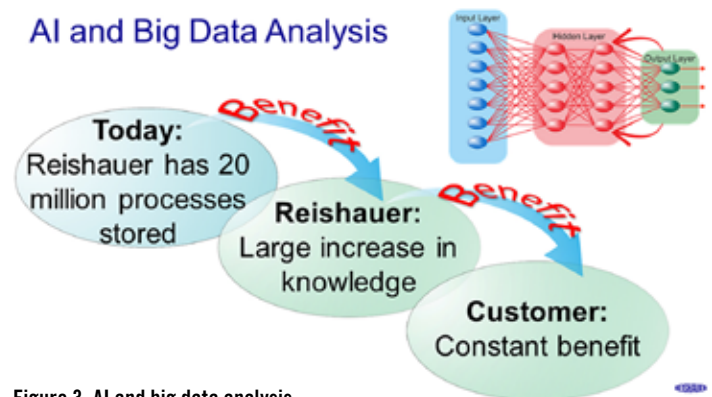 AI and Big Data Analysis
Input Layer
Hidden Layer
Output Layer
Benefit
Today:
Reishauer has 20
million processes
stored
Benefit
Reishauer:
Large increase in
knowledge
Customer:
Constant benefit
Figure 3 AI and big data analysis